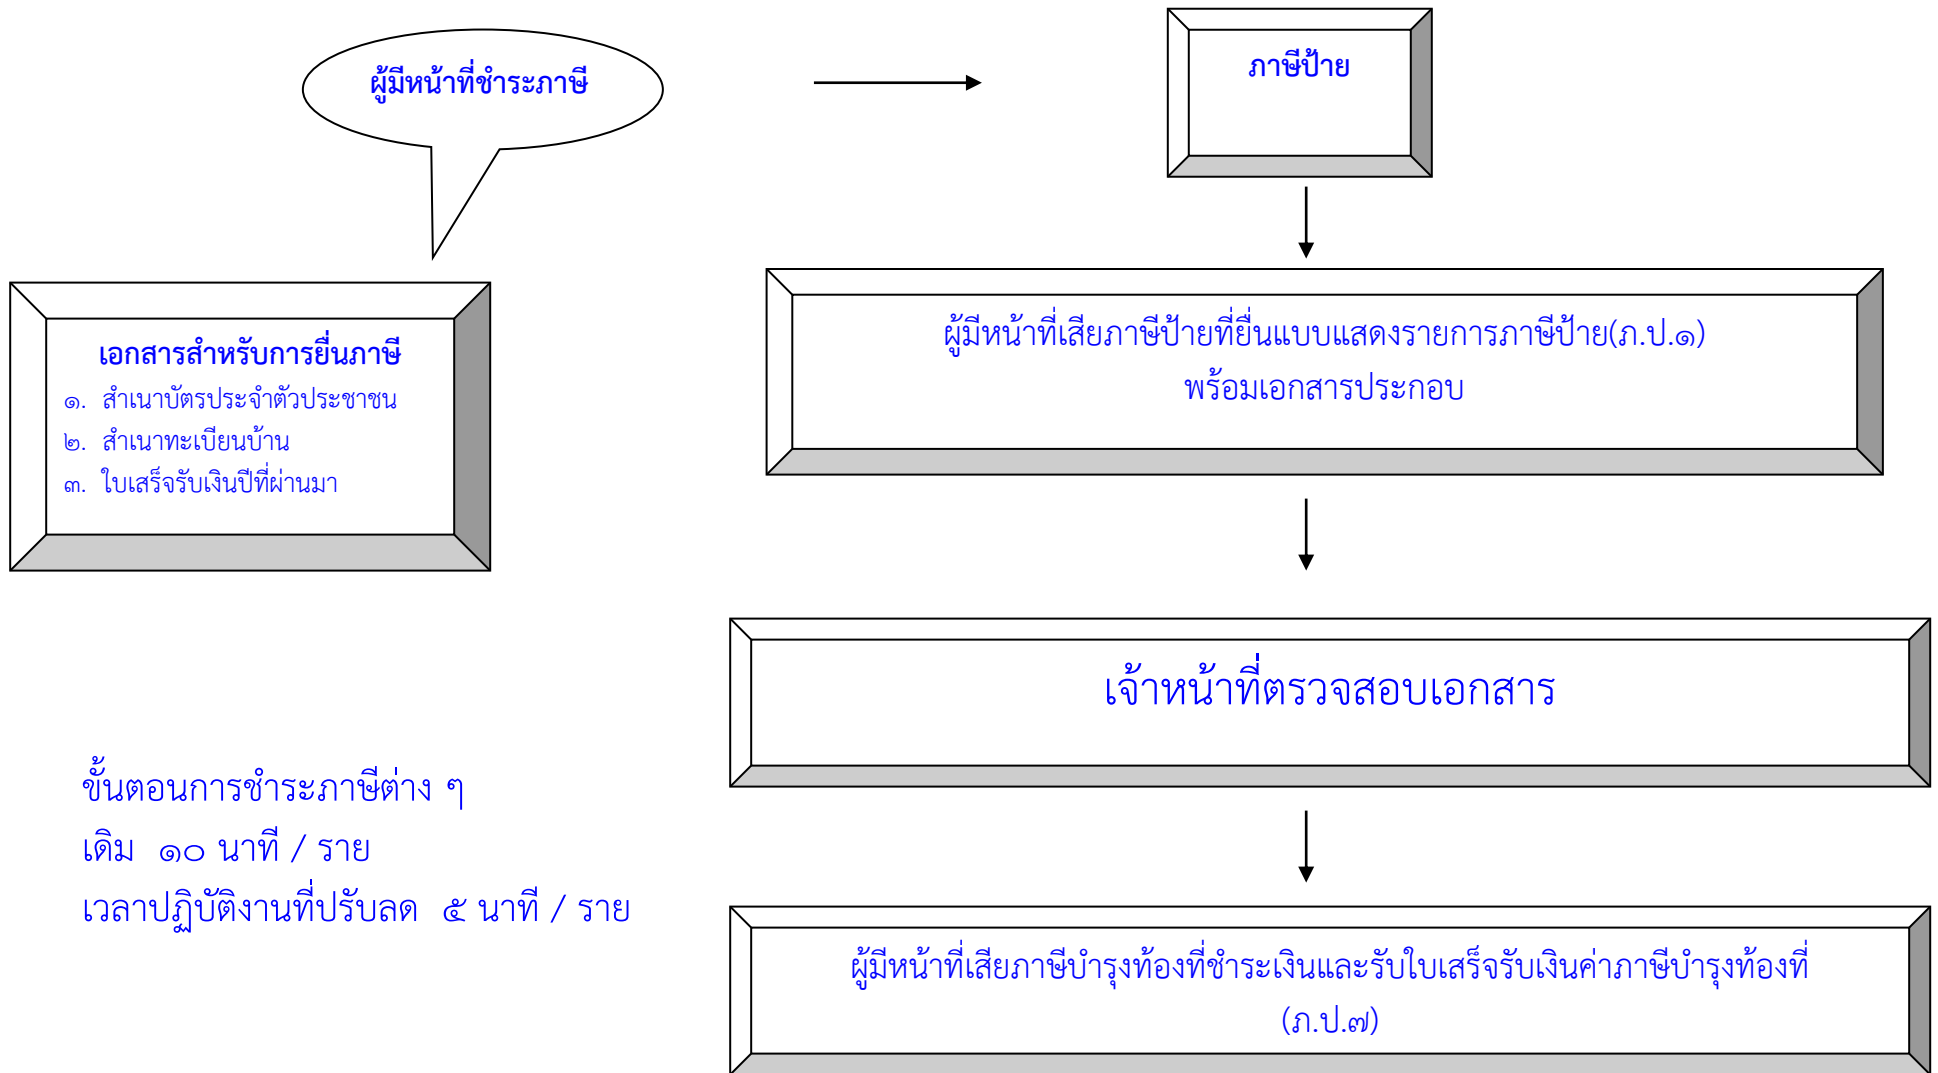 ผู้มีหน้าที่ชำระภาษี
ภาษีป้าย
เอกสารสำหรับการยื่นภาษี
๑. สำเนาบัตรประจำตัวประชาชน
๒. สำเนาทะเบียนบ้าน
๓. ใบเสร็จรับเงินปีที่ผ่านมา
ผู้มีหน้าที่เสียภาษีป้ายที่ยื่นแบบแสดงรายการภาษีป้าย(ภ.ป.๑)
พร้อมเอกสารประกอบ
เจ้าหน้าที่ตรวจสอบเอกสาร
ขั้นตอนการชำระภาษีต่าง ๆ
เดิม ๑๐ นาที / ราย
เวลาปฏิบัติงานที่ปรับลด ๕ นาที / ราย
ผู้มีหน้าที่เสียภาษีบำรุงท้องที่ชำระเงินและรับใบเสร็จรับเงินค่าภาษีบำรุงท้องที่
(ภ.ป.๗)